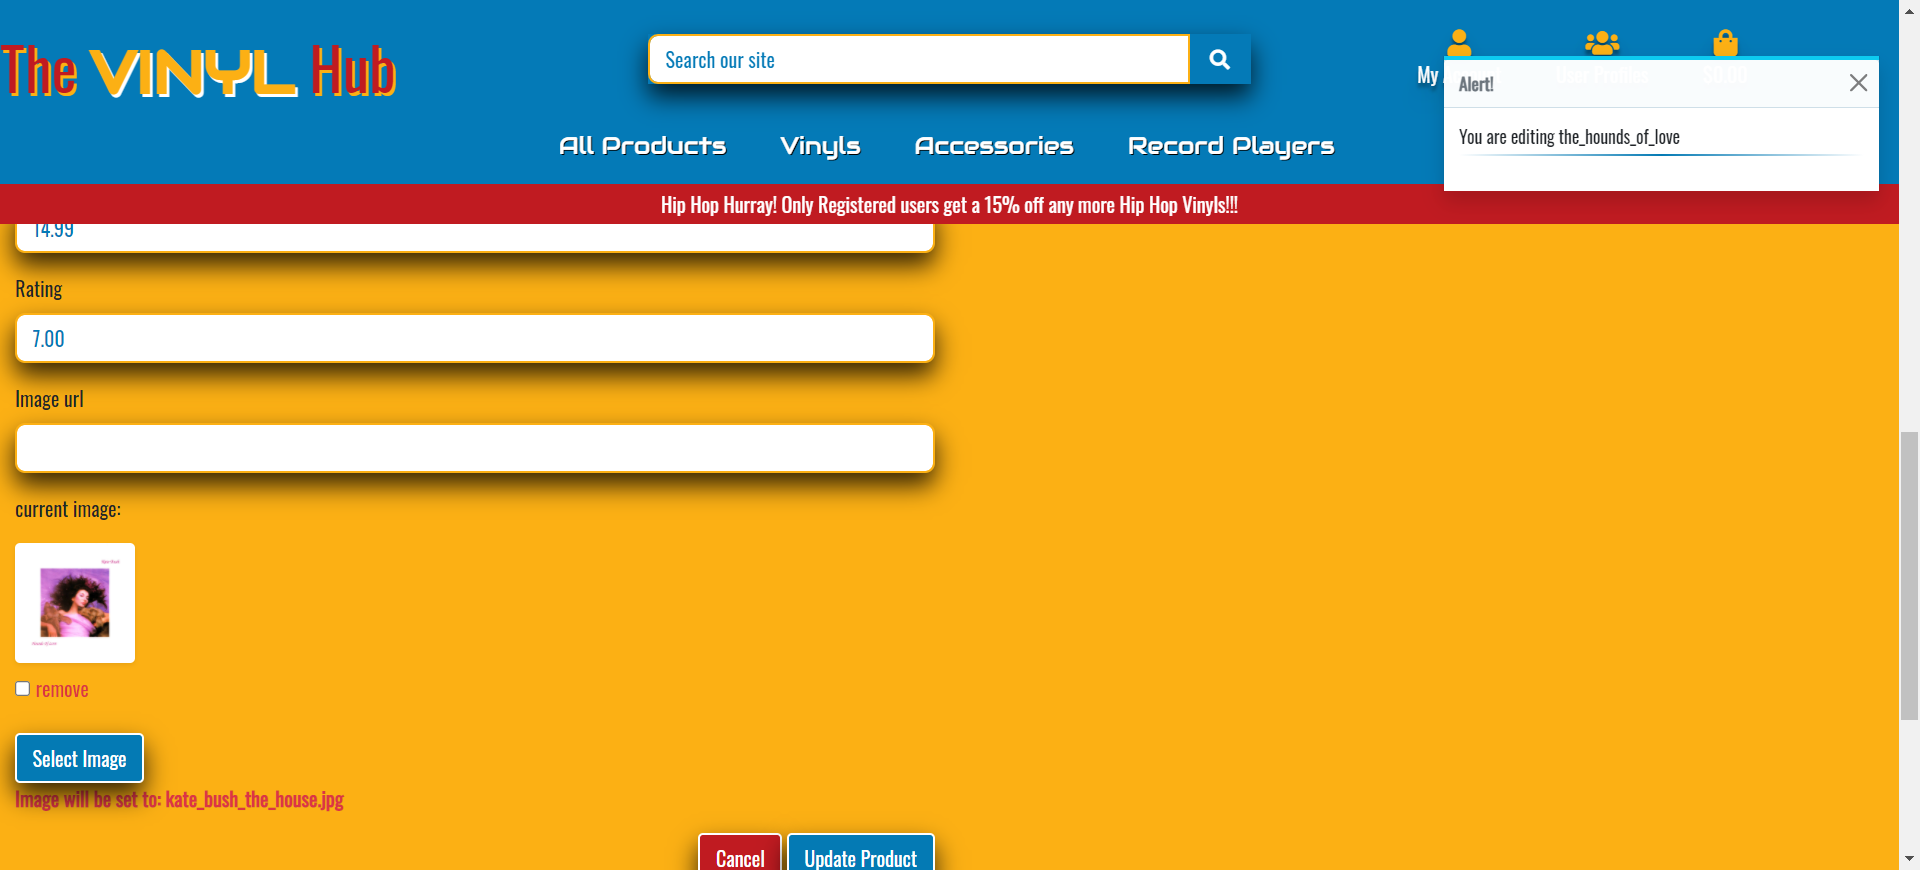 The VINYL Hub
Search our site
My
Alert!
You are editing the_hounds_of_love
All Products
Vinyls
Accessories
Record Players
Hip Hop Hurray! Only Registered users get a 15% off any more Hip Hop Vinyls!!!
14.99
Rating
7.00
Image url
current image:
remove
Select Image
Image will be set to: kate_bush_the_house.jpg
Cancel
Update Product